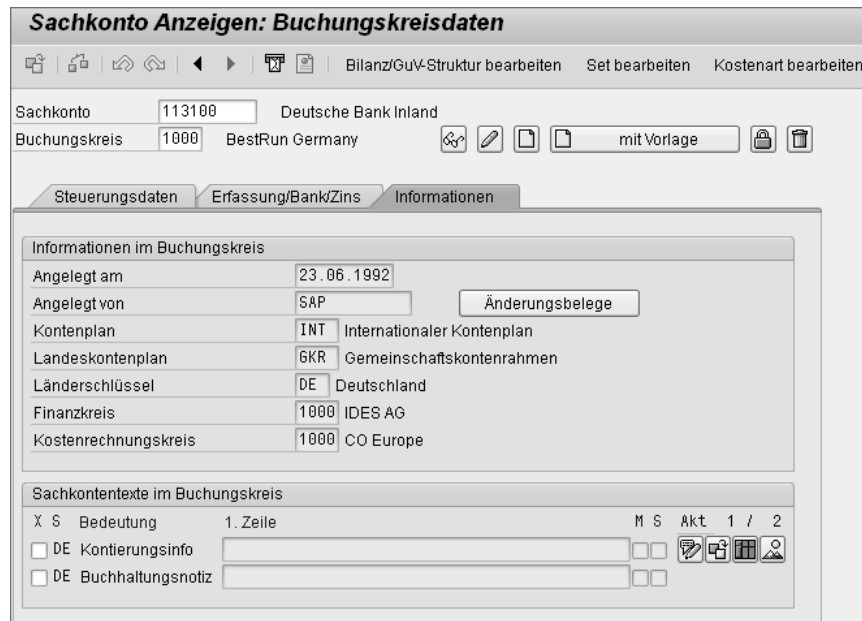 Sachkonto Anzeigen: Buchungskreisdaten
Bilanz/GuV-Struktur bearbeiten Set bearbeiten Kostenart bearbeiten
Sachkonto 113100 Deutsche Bank Inland
Buchungskreis 1000 BestRun Germany mit Vorlage
Steuerungsdaten Erfassung/Bank/Zins Informationen
Informationen im Buchungskreis
Angelegt am 23.06.1992
Angelegt von SAP Änderungsbelege
Kontenplan INT Internationaler Kontenplan
Landeskontenplan GKR Gemeinschaftskontenrahmen
Länderschlüssel DE Deutschland
Finanzkreis 1000 IDES AG
Kostenrechnungskreis 1000 CO Europe
Sachkontentexte im Buchungskreis
X S Bedeutung 1. Zeile M S Akt 1 / 2
DE Kontierungsinfo
DE Buchhaltungsnotiz